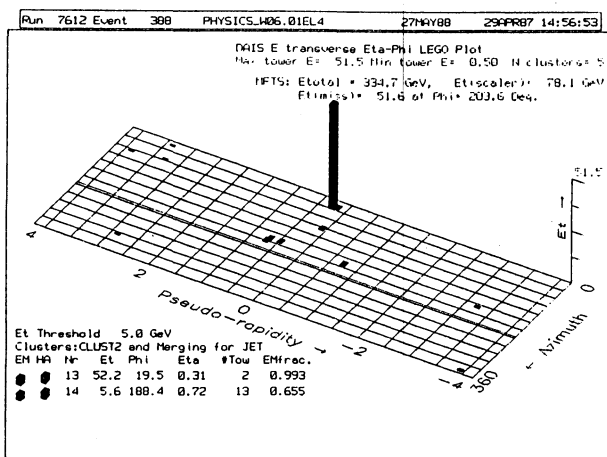 Run 7612 Event 388 PHYSICS_W06.01EL4 27MAY88 29APR87 14:56:53
DAIS E transverse Eta-Phi LEGO Plot
Max tower E= 51.5 Min tower E= 0.50 N clusters= 5
METS: Etotal = 334.7 GeV, Et(scaler)= 78.1 GeV
Et(miss)= 51.6 at Phi= 203.6 Deg.
51.5
Et →
0
4
2
0
-2
-4
360
Pseudo-rapidity →
← Azimuth
Et Threshold 5.0 GeV
Clusters:CLUST2 and Merging for JET
EM HA Nr Et Phi Eta #Tow EMfrac.
13 52.2 19.5 0.31 2 0.993
14 5.6 188.4 0.72 13 0.655